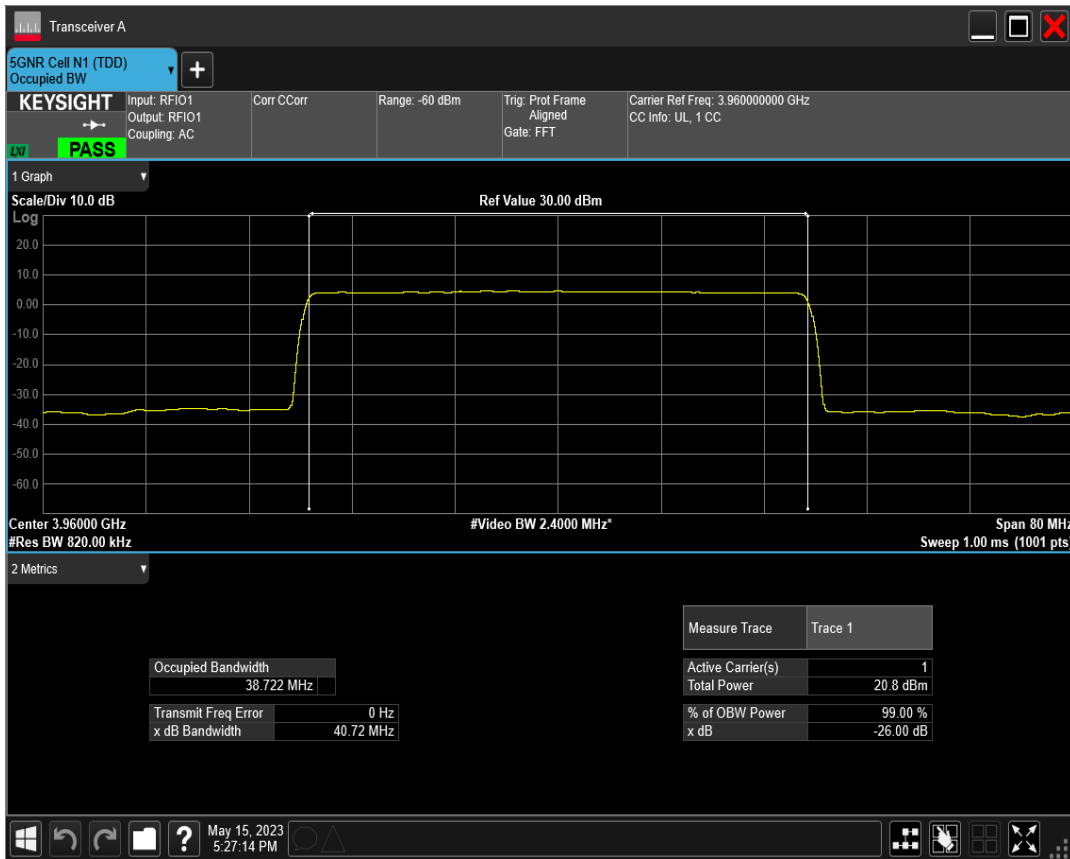 Transceiver A
5GNR Cell N1 (TDD)
Occupied BW
+
KEYSIGHT
LXI
PASS
Input: RFIO1
Output: RFIO1
Coupling: AC
Corr CCorr
Range: -60 dBm
Trig: Prot Frame
Aligned
Gate: FFT
Carrier Ref Freq: 3.960000000 GHz
CC Info: UL, 1 CC
1 Graph
Scale/Div 10.0 dB
Ref Value 30.00 dBm
Log
20.0
10.0
0.00
-10.0
-20.0
-30.0
-40.0
-50.0
-60.0
Center 3.96000 GHz
#Video BW 2.4000 MHz*
Span 80 MHz
#Res BW 820.00 kHz
Sweep 1.00 ms (1001 pts)
2 Metrics
Measure Trace Trace 1
Occupied Bandwidth
38.722 MHz
Active Carrier(s) 1
Total Power 20.8 dBm
Transmit Freq Error 0 Hz
x dB Bandwidth 40.72 MHz
% of OBW Power 99.00 %
x dB -26.00 dB
?
May 15, 2023
5:27:14 PM